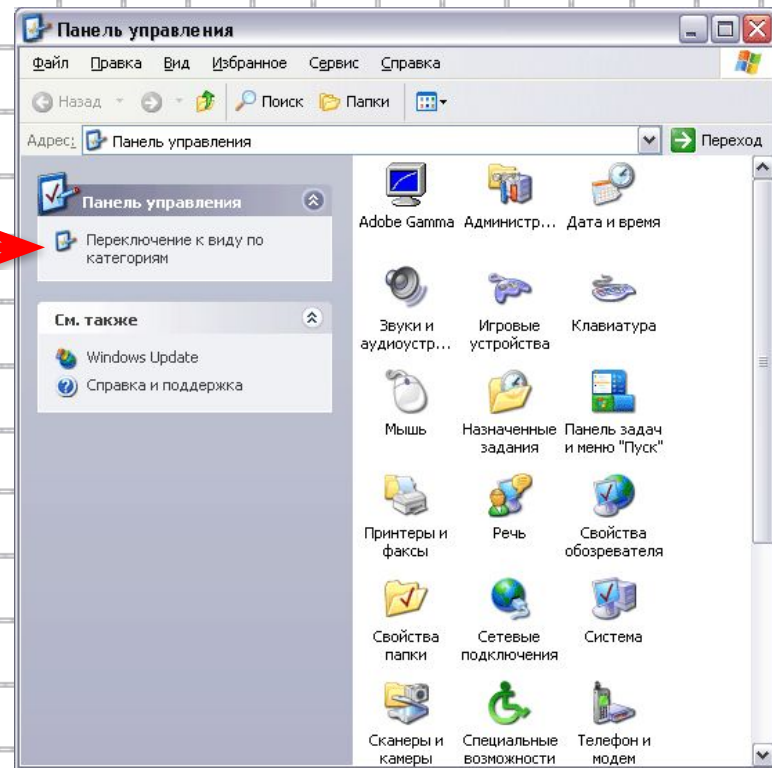 Панель управления
Файл Правка Вид Избранное Сервис Справка
Назад Поиск Папки
Адрес: Панель управления Переход
Панель управления
Переключение к виду по
категориям
См. также
Windows Update
Справка и поддержка
Adobe Gamma Администр... Дата и время
Звуки и Игровые Клавиатура
аудиоустр... устройства
Мышь Назначенные Панель задач
задания и меню "Пуск"
Принтеры и Речь Свойства
факсы обозревателя
Свойства Сетевые Система
папки подключения
Сканеры и Специальные Телефон и
камеры возможности модем